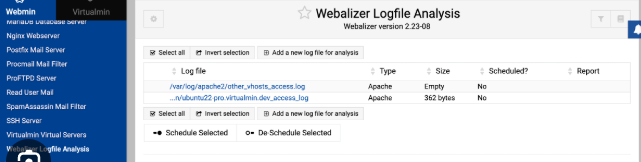 Webmin
Virtualmin
MariaDB Database Server
Nginx Webserver
Postfix Mail Server
Procmail Mail Filter
ProFTPD Server
Read User Mail
SpamAssassin Mail Filter
SSH Server
Virtualmin Virtual Servers
Webalizer Logfile Analysis
Webalizer Logfile Analysis
Webalizer version 2.23-08
Select all Invert selection Add a new log file for analysis
Log file Type Size Scheduled? Report
/var/log/apache2/other_vhosts_access.log Apache Empty No
...n/ubuntu22 pro.virtualmin.dev_access_log Apache 362 bytes No
Select all Invert selection Add a new log file for analysis
Schedule Selected De-Schedule Selected